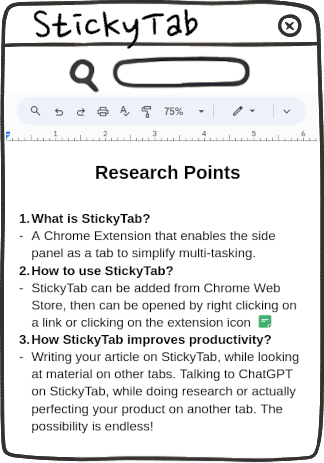 StickyTab
75%
1 2 3 4 5 6
Research Points
1. What is StickyTab?
- A Chrome Extension that enables the side
panel as a tab to simplify multi-tasking.
2. How to use StickyTab?
- StickyTab can be added from Chrome Web
Store, then can be opened by right clicking on
a link or clicking on the extension icon
3. How StickyTab improves productivity?
- Writing your article on StickyTab, while looking
at material on other tabs. Talking to ChatGPT
on StickyTab, while doing research or actually
perfecting your product on another tab. The
possibility is endless!